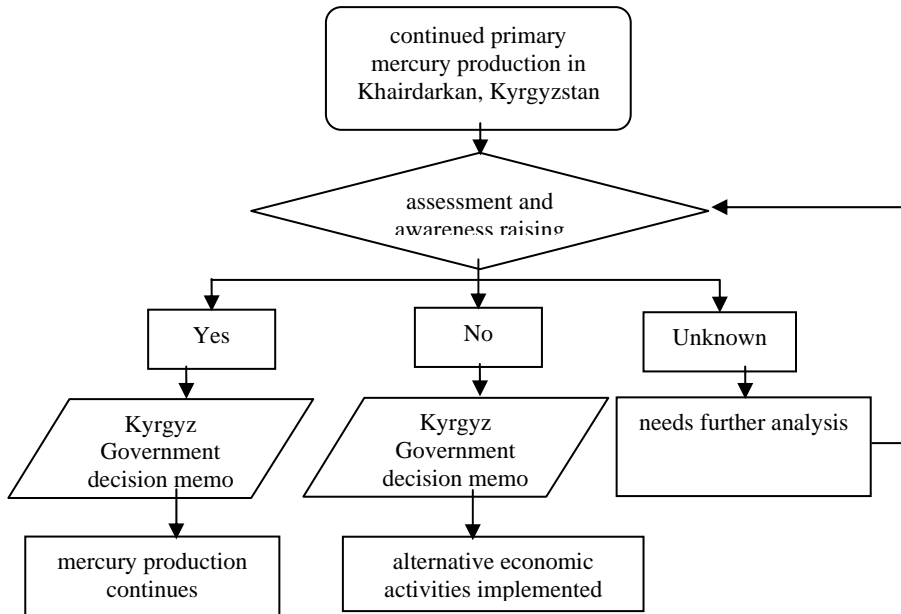 continued primary
mercury production in
Khairdarkan, Kyrgyzstan
assessment and
awareness raising
Yes
No
Unknown
Kyrgyz
Government
decision memo
Kyrgyz
Government
decision memo
needs further analysis
mercury production
continues
alternative economic
activities implemented